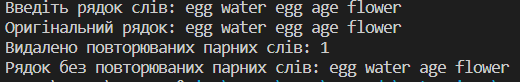 Введіть рядок слів: egg water egg age flower
Оригінальний рядок: egg water egg age flower
Видалено повторюваних парних слів: 1
Рядок без повторюваних парних слів: egg water age flower